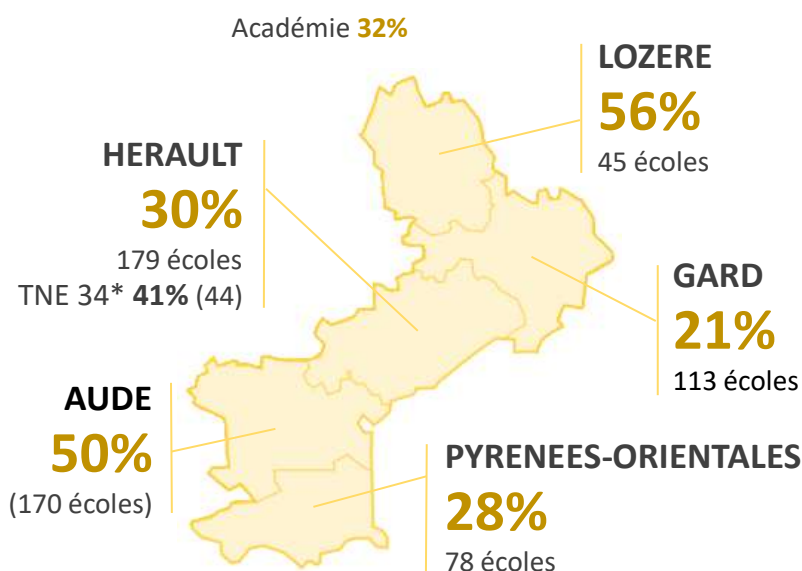 Académie 32%
LOZERE
56%
45 écoles
HERAULT
30%
179 écoles
TNE 34* 41% (44)
GARD
21%
113 écoles
AUDE
50%
(170 écoles)
PYRENEES-ORIENTALES
28%
78 écoles